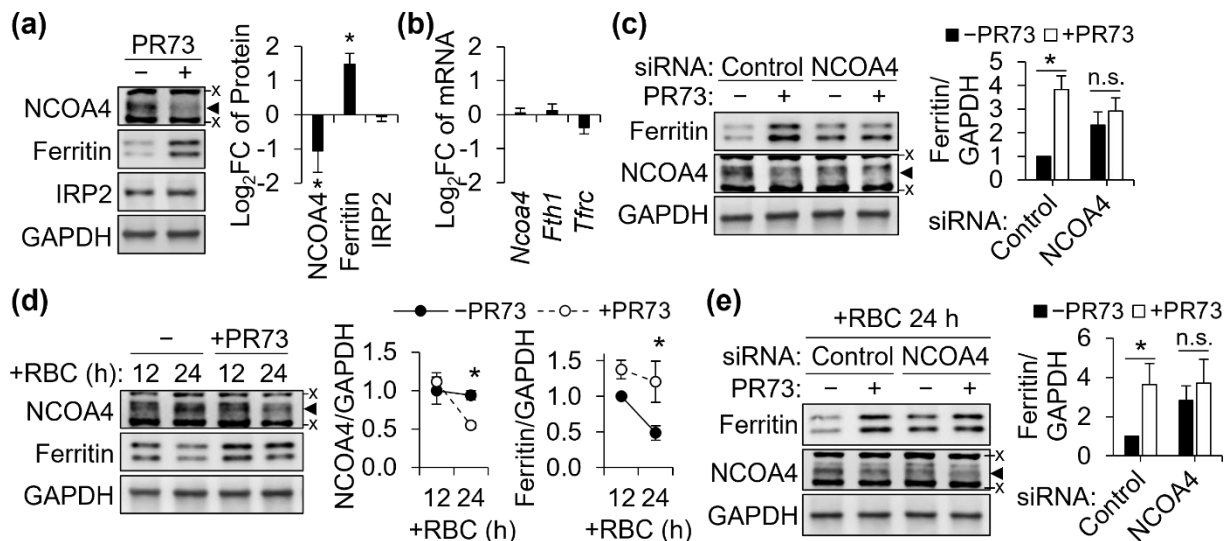 (a)
PR73
− +
NCOA4
x
x
Ferritin
IRP2
GAPDH
Log2FC of Protein
2
1
0
-1
-2
*
*
NCOA4
Ferritin
IRP2
(b)
Log2FC of mRNA
2
1
0
-1
-2
Ncoa4
Fth1
Tfrc
(c)
siRNA: Control NCOA4
PR73: − + − +
Ferritin
NCOA4
x
x
GAPDH
−PR73 +PR73
Ferritin/
GAPDH
5
4
3
2
1
0
*
n.s.
siRNA:
Control
NCOA4
(d)
− +PR73
+RBC (h): 12 24 12 24
NCOA4
x
x
Ferritin
GAPDH
−PR73 +PR73
NCOA4/GAPDH
1.5
1.0
0.5
0.0
*
12 24
+RBC (h)
Ferritin/GAPDH
1.5
1.0
0.5
0.0
*
12 24
+RBC (h)
(e)
+RBC 24 h
siRNA: Control NCOA4
PR73: − + − +
Ferritin
NCOA4
x
x
GAPDH
−PR73 +PR73
Ferritin/
GAPDH
6
4
2
0
*
n.s.
siRNA:
Control
NCOA4